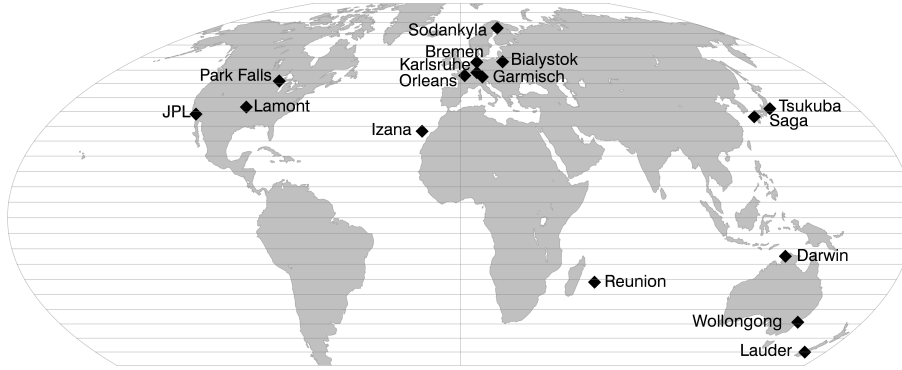 Sodankyla
Bremen
Bialystok
Karlsruhe
Park Falls
Orleans
Garmisch
JPL
Lamont
Tsukuba
Saga
Izana
Darwin
Reunion
Wollongong
Lauder